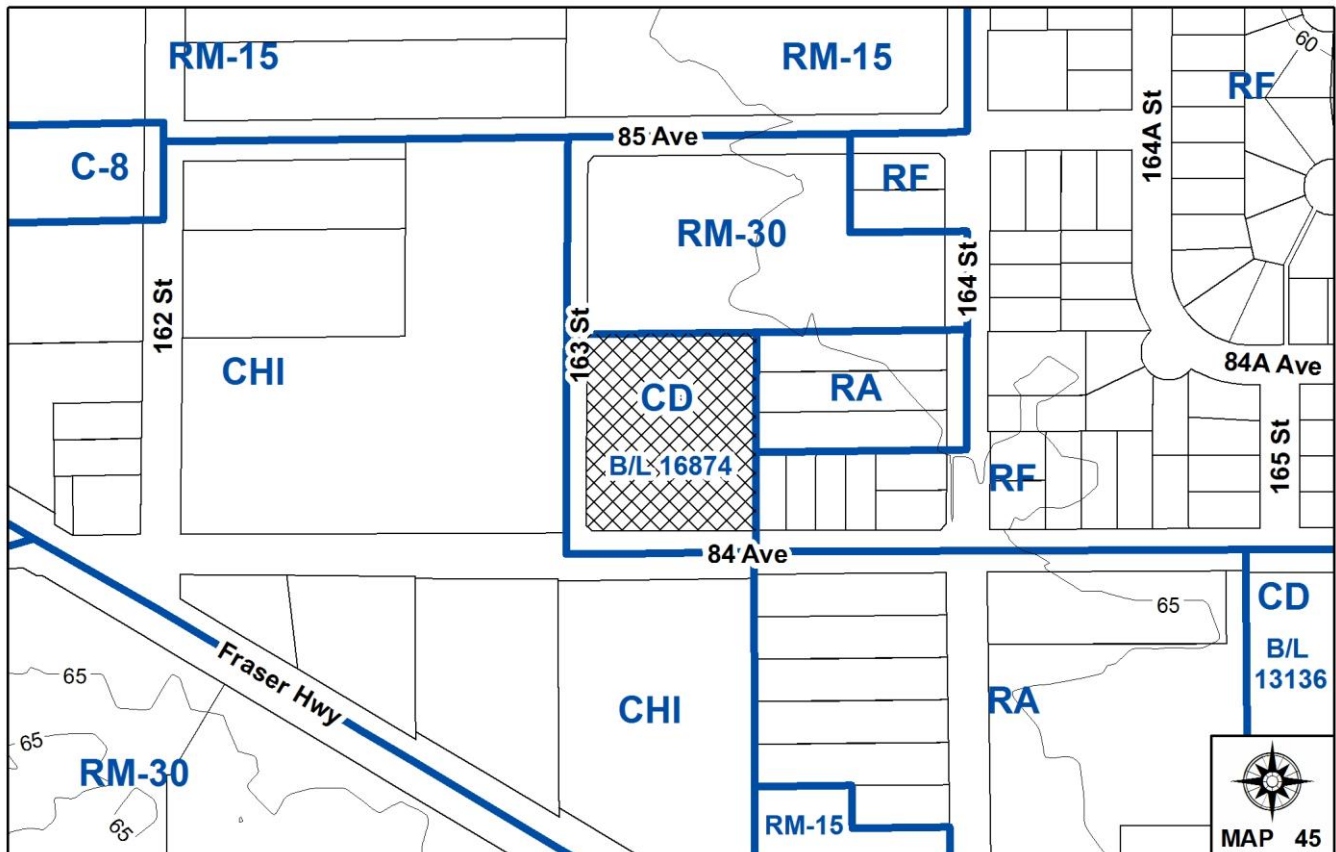 RM-15
RM-15
60
RF
85 Ave
164A St
C-8
RF
RM-30
164 St
162 St
163 St
CHI
84A Ave
CD
RA
B/L 16874
165 St
RF
84 Ave
CD
65
B/L
13136
Fraser Hwy
65
CHI
RA
65
RM-30
65
RM-15
MAP 45